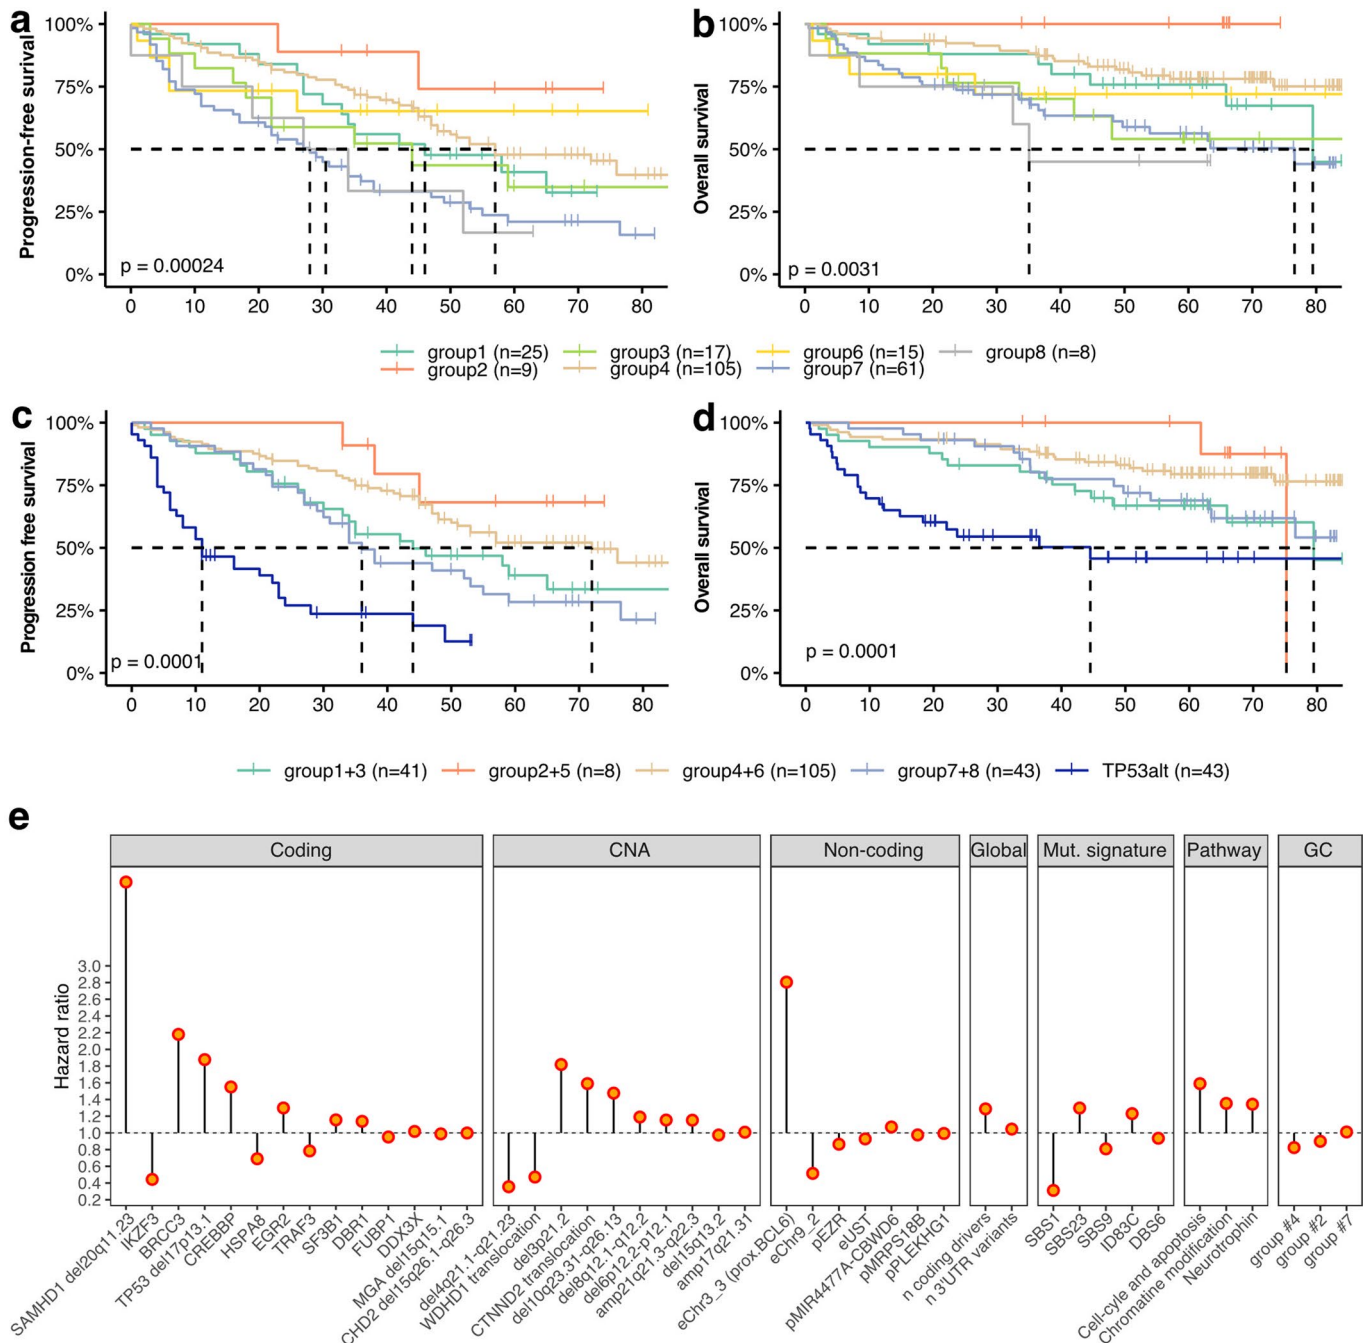 a
Progression-free surivival
100%
75%
50%
25%
0%
p = 0.00024
0 10 20 30 40 50 60 70 80
b
Overall survival
100%
75%
50%
25%
0%
p = 0.0031
0 10 20 30 40 50 60 70 80
group1 (n=25) group3 (n=17) group6 (n=15) group8 (n=8)
group2 (n=9) group4 (n=105) group7 (n=61)
c
Progression free survival
100%
75%
50%
25%
0%
p = 0.0001
0 10 20 30 40 50 60 70 80
d
Overall survival
100%
75%
50%
25%
0%
p = 0.0001
0 10 20 30 40 50 60 70 80
group1+3 (n=41) group2+5 (n=8) group4+6 (n=105) group7+8 (n=43) TP53alt (n=43)
e
Coding CNA Non-coding Global Mut. signature Pathway GC
Hazard ratio
3.0
2.8
2.6
2.4
2.2
2.0
1.8
1.6
1.4
1.2
1.0
0.8
0.6
0.4
0.2
SAMHD1 del20q11.23
IKZF3
BRCC3
TP53 del17p13.1
CREBBP
HSPA8
EGR2
TRAF3
SF3B1
DBR1
FUBP1
DDX3X
MGA del15q15.1
CHD2 del15q26.1-q26.3
del4q21.1-q21.23
WDHD1 translocation
del3p21.2
CTNND2 translocation
del10q23.31-q26.13
del8q12.1-q12.2
del6p12.2-p12.1
amp21q21.3-q22.3
del15q13.2
amp17q21.31
eChr3_3 (prox.BCL6)
eChr9_2
pEZR
eUST1
pMIR4477A-CBWD6
pMRPS18B
pPLEKHG1
n coding drivers
n 3'UTR variants
SBS1
SBS23
SBS9
ID83C
DBS6
Cell-cyle and apoptosis
Chromatine modification
Neurotrophin
group #4
group #2
group #7